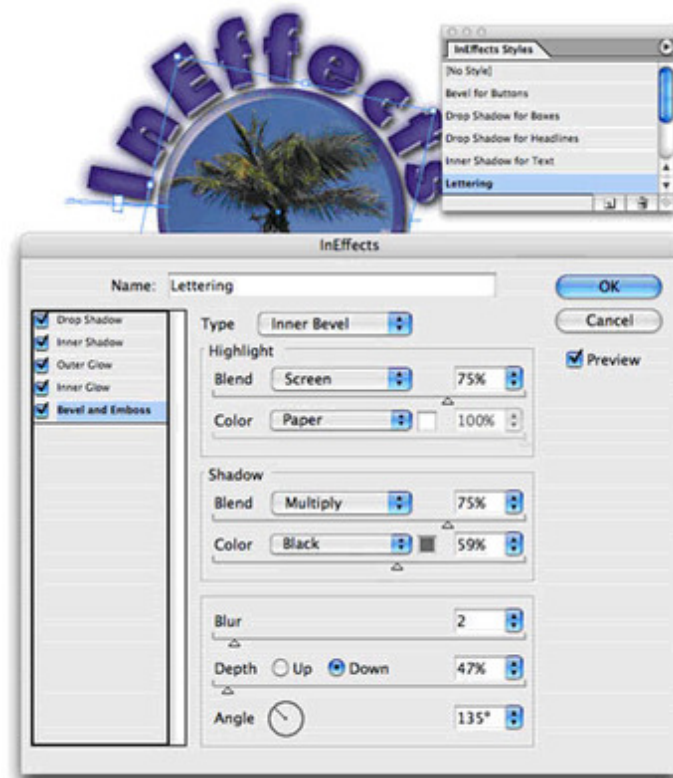 InEffects
InEffects Styles
[No Style]
Bevel for Buttons
Drop Shadow for Boxes
Drop Shadow for Headlines
Inner Shadow for Text
Lettering
InEffects
Name: Lettering
OK
Cancel
Preview
Drop Shadow
Inner Shadow
Outer Glow
Inner Glow
Bevel and Emboss
Type Inner Bevel
Highlight
Blend Screen 75%
Color Paper 100%
Shadow
Blend Multiply 75%
Color Black 59%
Blur 2
Depth Up Down 47%
Angle 135°